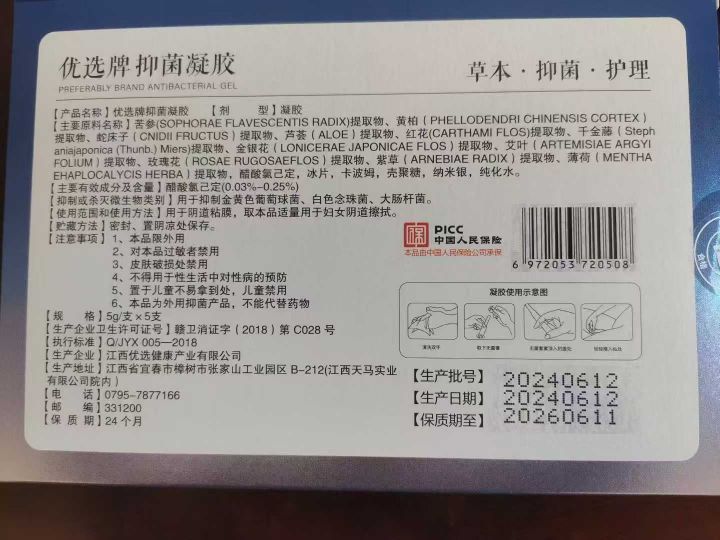 优选牌抑菌凝胶
PREFERABLY BRAND ANTIBACTERIAL GEL
草本·抑菌·护理
【产品名称】优选牌抑菌凝胶 【剂 型】凝胶
【主要原料名称】苦参(SOPHORAE FLAVESCENTIS RADIX)提取物、黄柏（PHELLODENDRI CHINENSIS CORTEX）
提取物、蛇床子（CNIDII FRUCTUS）提取物、芦荟（ALOE）提取物、红花(CARTHAMI FLOS)提取物、千金藤（Steph
aniajaponica (Thunb.) Miers)提取物、金银花（LONICERAE JAPONICAE FLOS）提取物、艾叶（ARTEMISIAE ARGYI
FOLIUM）提取物、玫瑰花（ROSAE RUGOSAEFLOS）提取物、紫草（ARNEBIAE RADIX）提取物、薄荷（MENTHA
EHAPLOCALYCIS HERBA）提取物，醋酸氯己定，冰片，卡波姆，壳聚糖，纳米银，纯化水。
【主要有效成分及含量】醋酸氯己定(0.03%-0.25%)
【抑制或杀灭微生物类别】用于抑制金黄色葡萄球菌、白色念珠菌、大肠杆菌。
【使用范围和使用方法】用于阴道粘膜，取本品适量用于妇女阴道擦拭。
【贮藏方法】密封、置阴凉处保存。
【注意事项】1、本品限外用
2、对本品过敏者禁用
3、皮肤破损处禁用
4、不得用于性生活中对性病的预防
5、置于儿童不易拿到处，儿童禁用
6、本品为外用抑菌产品，不能代替药物
【规 格】5g/支×5支
【生产企业卫生许可证号】赣卫消证字（2018）第 C028 号
【执行标准】Q/JYX 005—2018
【生产企业】江西优选健康产业有限公司
【生产地址】江西省宜春市樟树市张家山工业园区 B-212(江西天马实业
有限公司院内）
【电 话】0795-7877166
【邮 编】331200
【保 质 期】24 个月
PICC
中国人民保险
本品由中国人民保险公司承保
6 972053 720508
凝胶使用示意图
清洗双手
【生产批号】20240612
【生产日期】20240612
【保质期至】20260611